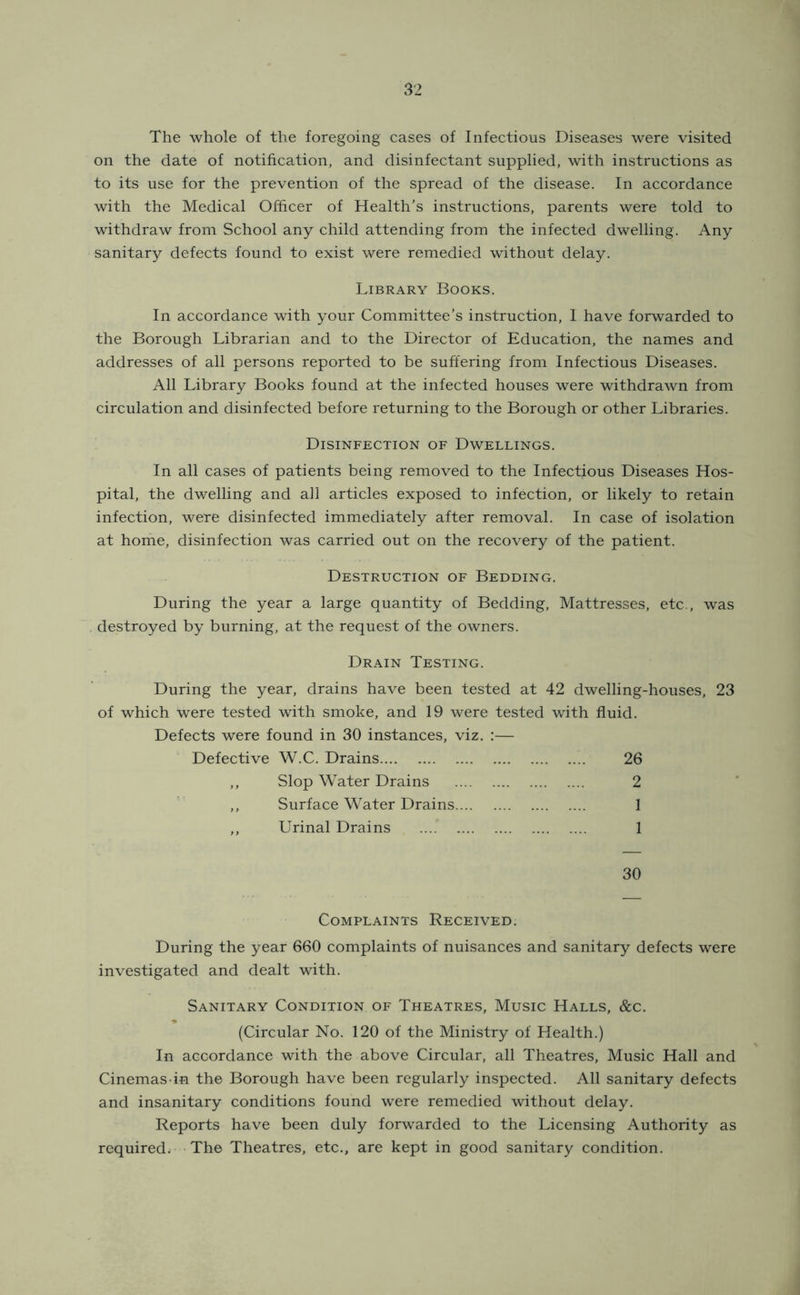 32
The whole of the foregoing cases of Infectious Diseases were visited
on the date of notification, and disinfectant supplied, with instructions as
to its use for the prevention of the spread of the disease. In accordance
with the Medical Officer of Health's instructions, parents were told to
withdraw from School any child attending from the infected dwelling. Any
sanitary defects found to exist were remedied without delay.
Library Books.
In accordance with your Committee's instruction, I have forwarded to
the Borough Librarian and to the Director of Education, the names and
addresses of all persons reported to be suffering from Infectious Diseases.
All Library Books found at the infected houses were withdrawn from
circulation and disinfected before returning to the Borough or other Libraries.
Disinfection of Dwellings.
In all cases of patients being removed to the Infectious Diseases Hos-
pital, the dwelling and all articles exposed to infection, or likely to retain
infection, were disinfected immediately after removal. In case of isolation
at home, disinfection was carried out on the recovery of the patient.
Destruction of Bedding.
During the year a large quantity of Bedding, Mattresses, etc., was
destroyed by burning, at the request of the owners.
Drain Testing.
During the year, drains have been tested at 42 dwelling-houses, 23
of which were tested with smoke, and 19 were tested with fluid.
Defects were found in 30 instances, viz. :—
Defective W.C. Drains.... .... .... .... .... .... 26
,, Slop Water Drains .... .... .... .... 2
,, Surface Water Drains.... .... .... .... 1
,, Urinal Drains .... .... .... .... .... 1
30
Complaints Received.
During the year 660 complaints of nuisances and sanitary defects were
investigated and dealt with.
Sanitary Condition of Theatres, Music Halls, &c.
(Circular No. 120 of the Ministry of Health.)
In accordance with the above Circular, all Theatres, Music Hall and
Cinemas in the Borough have been regularly inspected. All sanitary defects
and insanitary conditions found were remedied without delay.
Reports have been duly forwarded to the Licensing Authority as
required. The Theatres, etc., are kept in good sanitary condition.